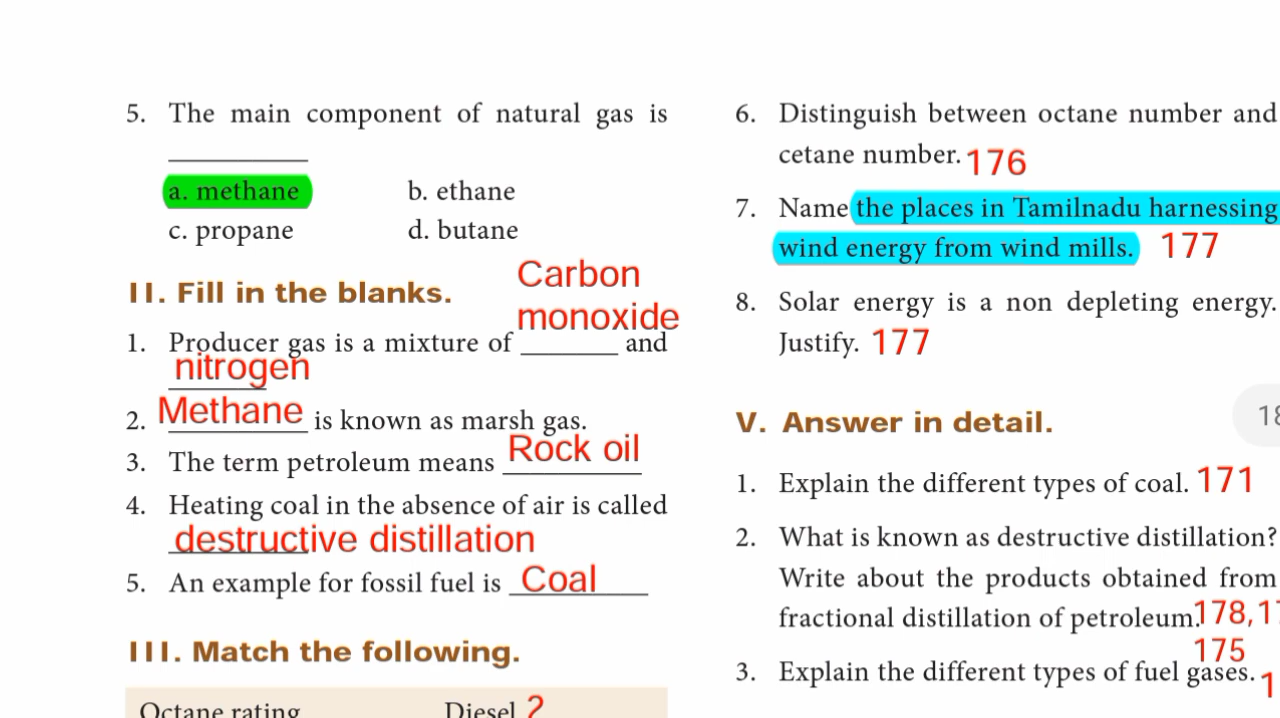 5. The main component of natural gas is
a. methane b. ethane
c. propane d. butane
II. Fill in the blanks.
Carbon
monoxide
1. Producer gas is a mixture of _______ and
nitrogen
2. Methane is known as marsh gas.
3. The term petroleum means Rock oil
4. Heating coal in the absence of air is called
destructive distillation
5. An example for fossil fuel is Coal
III. Match the following.
Octane rating Diesel ?
6. Distinguish between octane number and
cetane number. 176
7. Name the places in Tamilnadu harnessing
wind energy from wind mills. 177
8. Solar energy is a non depleting energy.
Justify. 177
18
V. Answer in detail.
1. Explain the different types of coal. 171
2. What is known as destructive distillation?
Write about the products obtained from
fractional distillation of petroleum. 178,17
175
3. Explain the different types of fuel gases. 1